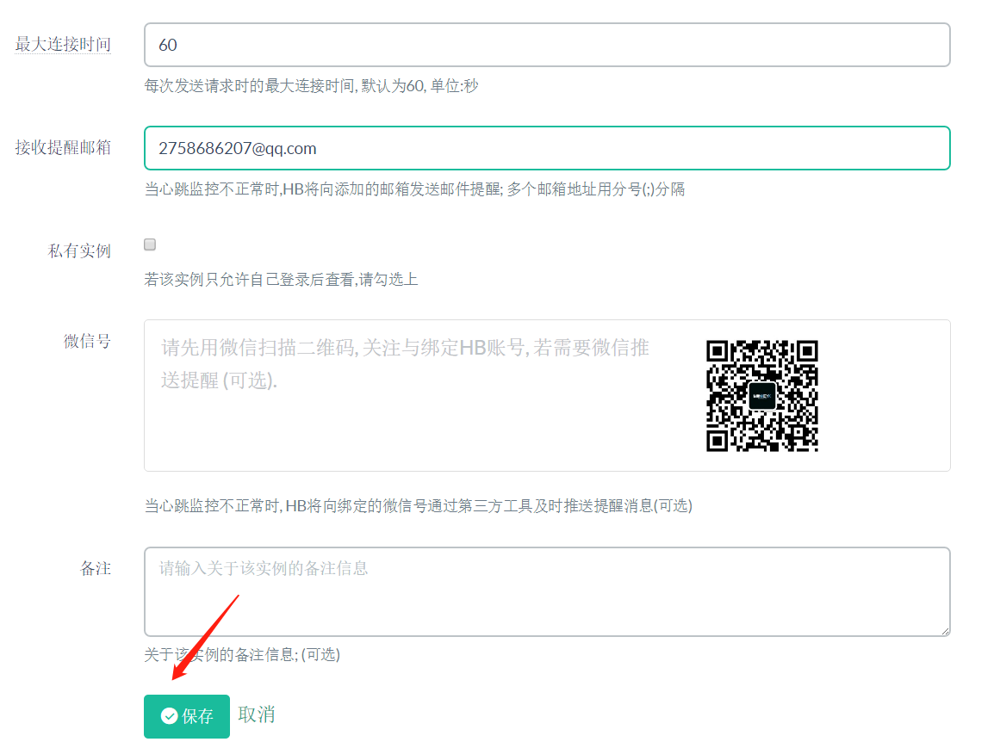 最大连接时间
60
每次发送请求时的最大连接时间, 默认为60, 单位:秒
接收提醒邮箱
2758686207@qq.com
当心跳监控不正常时,HB将向添加的邮箱发送邮件提醒; 多个邮箱地址用分号(;)分隔
私有实例
若该实例只允许自己登录后查看,请勾选上
微信号
请先用微信扫描二维码, 关注与绑定HB账号, 若需要微信推
送提醒 (可选).
当心跳监控不正常时, HB将向绑定的微信号通过第三方工具及时推送提醒消息(可选)
备注
请输入关于该实例的备注信息
关于该实例的备注信息; (可选)
保存 取消